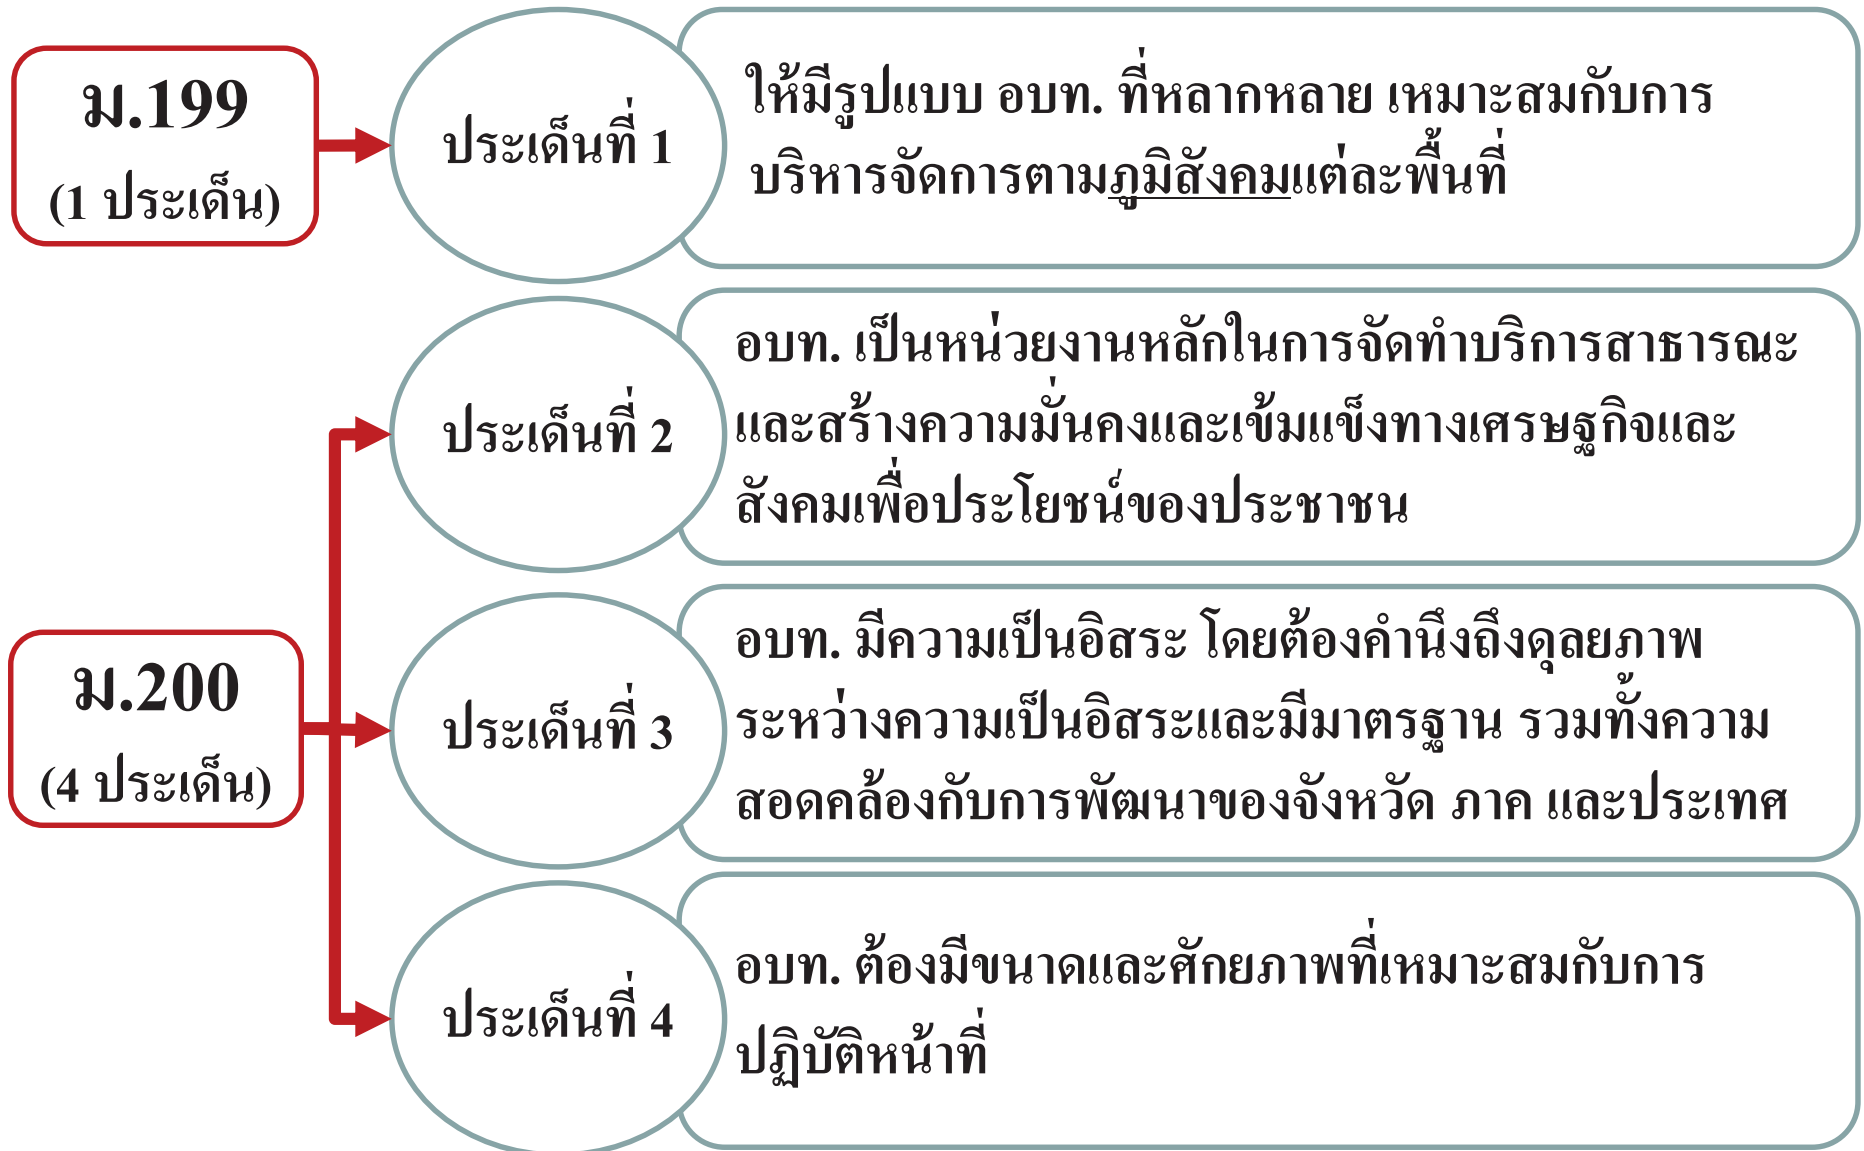 ม.199
(1 ประเด็น)
ประเด็นที่ 1
ให้มีรูปแบบ อบท. ที่หลากหลาย เหมาะสมกับการ
บริหารจัดการตามภูมิสังคมแต่ละพื้นที่
ม.200
(4 ประเด็น)
ประเด็นที่ 2
อบท. เป็นหน่วยงานหลักในการจัดทำบริการสาธารณะ
และสร้างความมั่นคงและเข้มแข็งทางเศรษฐกิจและ
สังคมเพื่อประโยชน์ของประชาชน
ประเด็นที่ 3
อบท. มีความเป็นอิสระ โดยต้องคำนึงถึงดุลยภาพ
ระหว่างความเป็นอิสระและมีมาตรฐาน รวมทั้งความ
สอดคล้องกับการพัฒนาของจังหวัด ภาค และประเทศ
ประเด็นที่ 4
อบท. ต้องมีขนาดและศักยภาพที่เหมาะสมกับการ
ปฏิบัติหน้าที่